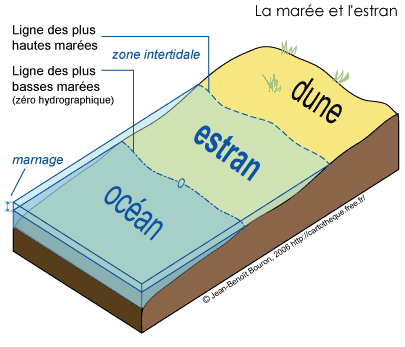 La marée et l'estran
Ligne des plus
hautes marées
zone intertidale
Ligne des plus
basses marées
(zéro hydrographique)
dune
estran
marnage
océan
© Jean-Benoît Bouron, 2006 http://cartotheque.free.fr/